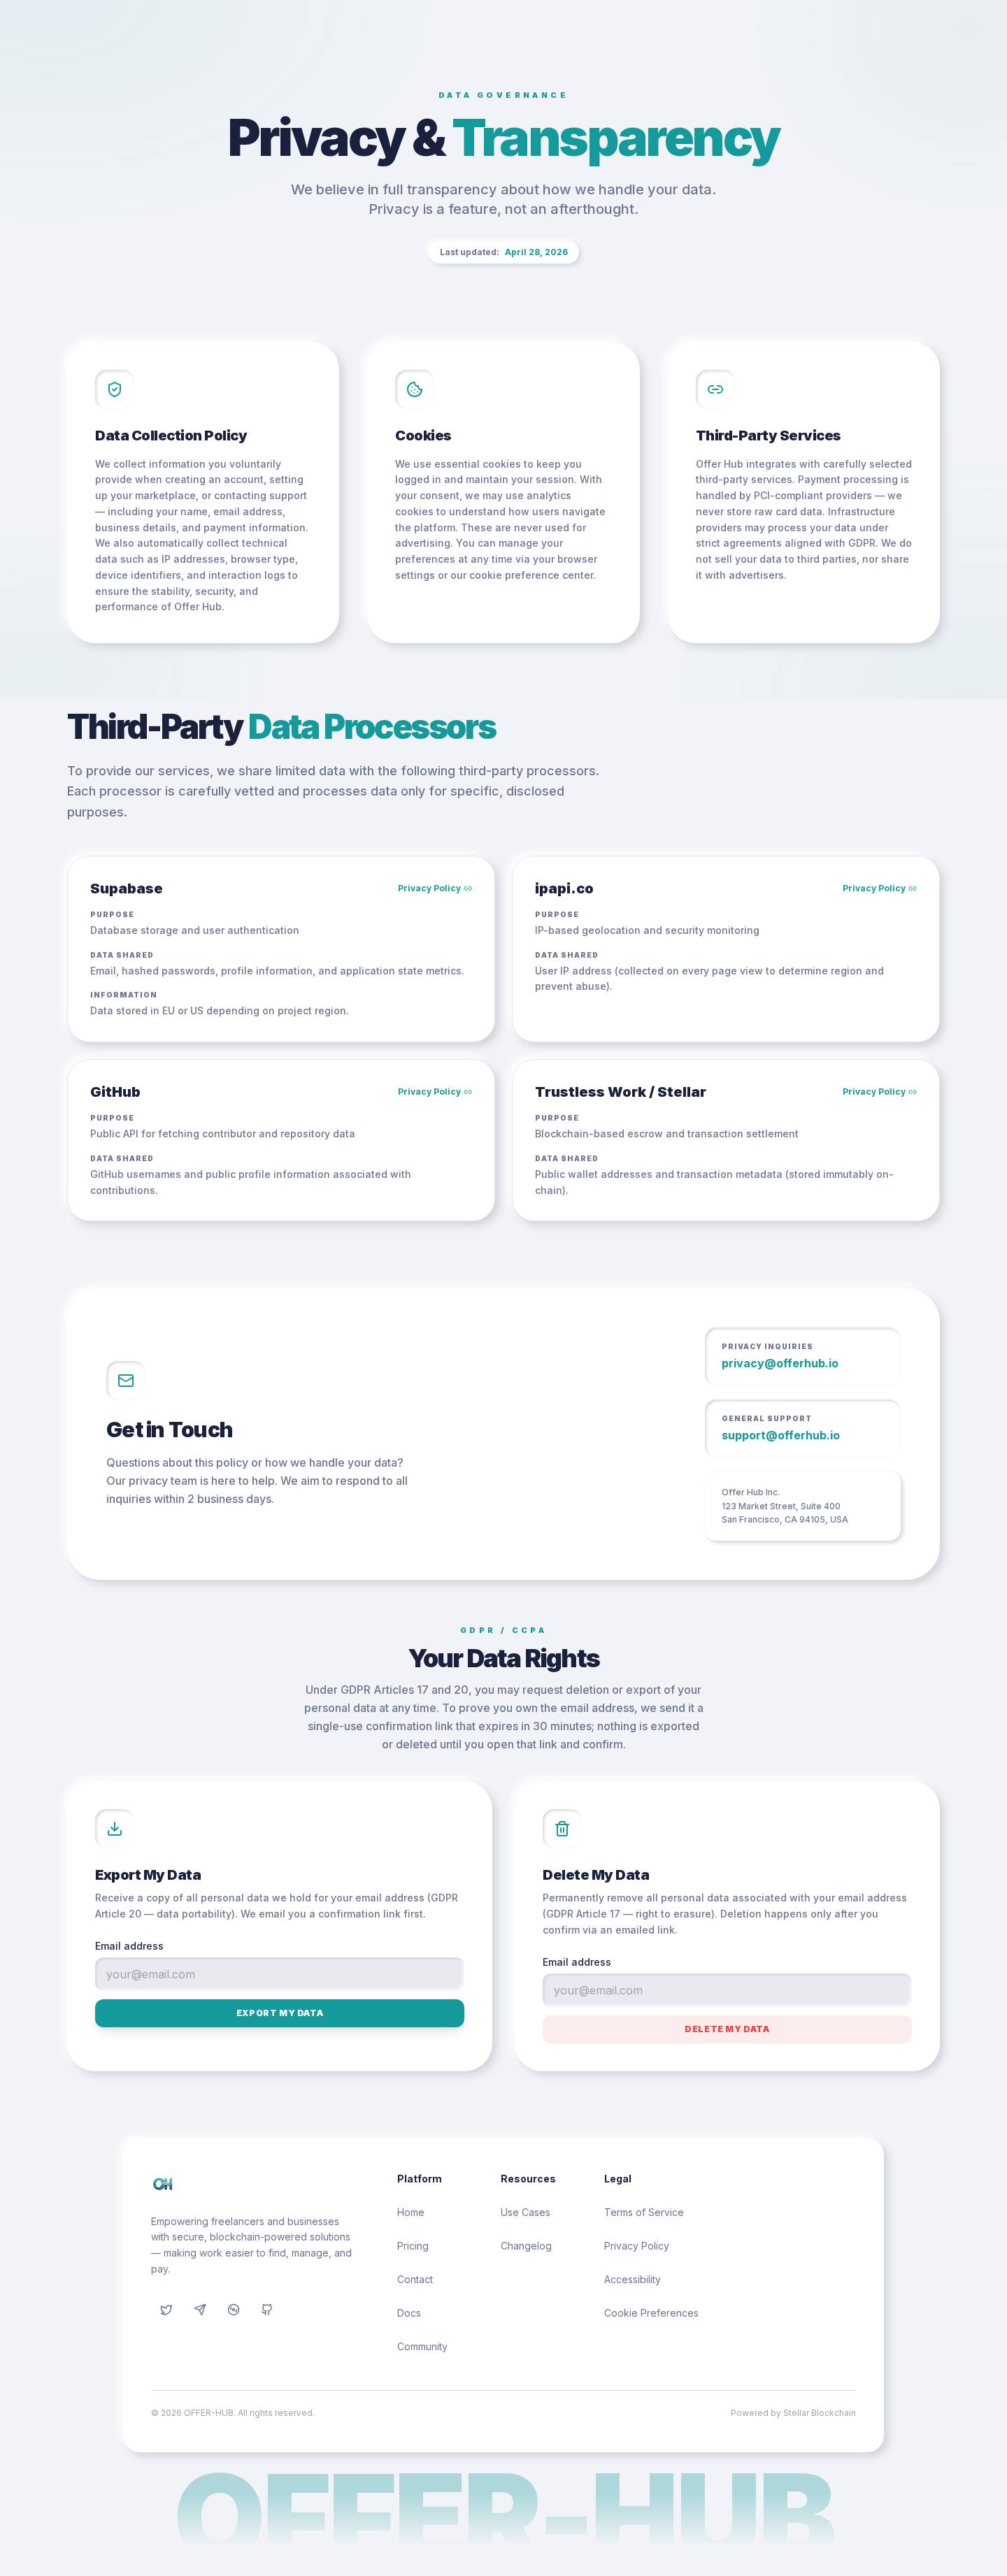 DATA GOVERNANCE
Privacy & Transparency
We believe in full transparency about how we handle your data.
Privacy is a feature, not an afterthought.
Last updated: April 28, 2026
Data Collection Policy
We collect information you voluntarily
provide when creating an account, setting
up your marketplace, or contacting support
— including your name, email address,
business details, and payment information.
We also automatically collect technical
data such as IP addresses, browser type,
device identifiers, and interaction logs to
ensure the stability, security, and
performance of Offer Hub.
Cookies
We use essential cookies to keep you
logged in and maintain your session. With
your consent, we may use analytics
cookies to understand how users navigate
the platform. These are never used for
advertising. You can manage your
preferences at any time via your browser
settings or our cookie preference center.
Third-Party Services
Offer Hub integrates with carefully selected
third-party services. Payment processing is
handled by PCI-compliant providers — we
never store raw card data. Infrastructure
providers may process your data under
strict agreements aligned with GDPR. We do
not sell your data to third parties, nor share
it with advertisers.
Third-Party Data Processors
To provide our services, we share limited data with the following third-party processors.
Each processor is carefully vetted and processes data only for specific, disclosed
purposes.
Supabase
Privacy Policy
PURPOSE
Database storage and user authentication
DATA SHARED
Email, hashed passwords, profile information, and application state metrics.
INFORMATION
Data stored in EU or US depending on project region.
ipapi.co
Privacy Policy
PURPOSE
IP-based geolocation and security monitoring
DATA SHARED
User IP address (collected on every page view to determine region and
prevent abuse).
GitHub
Privacy Policy
PURPOSE
Public API for fetching contributor and repository data
DATA SHARED
GitHub usernames and public profile information associated with
contributions.
Trustless Work / Stellar
Privacy Policy
PURPOSE
Blockchain-based escrow and transaction settlement
DATA SHARED
Public wallet addresses and transaction metadata (stored immutably on-
chain).
Get in Touch
Questions about this policy or how we handle your data?
Our privacy team is here to help. We aim to respond to all
inquiries within 2 business days.
PRIVACY INQUIRIES
privacy@offerhub.io
GENERAL SUPPORT
support@offerhub.io
Offer Hub Inc.
123 Market Street, Suite 400
San Francisco, CA 94105, USA
GDPR / CCPA
Your Data Rights
Under GDPR Articles 17 and 20, you may request deletion or export of your
personal data at any time. To prove you own the email address, we send it a
single-use confirmation link that expires in 30 minutes; nothing is exported
or deleted until you open that link and confirm.
Export My Data
Receive a copy of all personal data we hold for your email address (GDPR
Article 20 — data portability). We email you a confirmation link first.
Email address
your@email.com
EXPORT MY DATA
Delete My Data
Permanently remove all personal data associated with your email address
(GDPR Article 17 — right to erasure). Deletion happens only after you
confirm via an emailed link.
Email address
your@email.com
DELETE MY DATA
OH
Empowering freelancers and businesses
with secure, blockchain-powered solutions
— making work easier to find, manage, and
pay.
Platform
Home
Pricing
Contact
Docs
Community
Resources
Use Cases
Changelog
Legal
Terms of Service
Privacy Policy
Accessibility
Cookie Preferences
© 2026 OFFER-HUB. All rights reserved.
Powered by Stellar Blockchain
OFFER-HUB